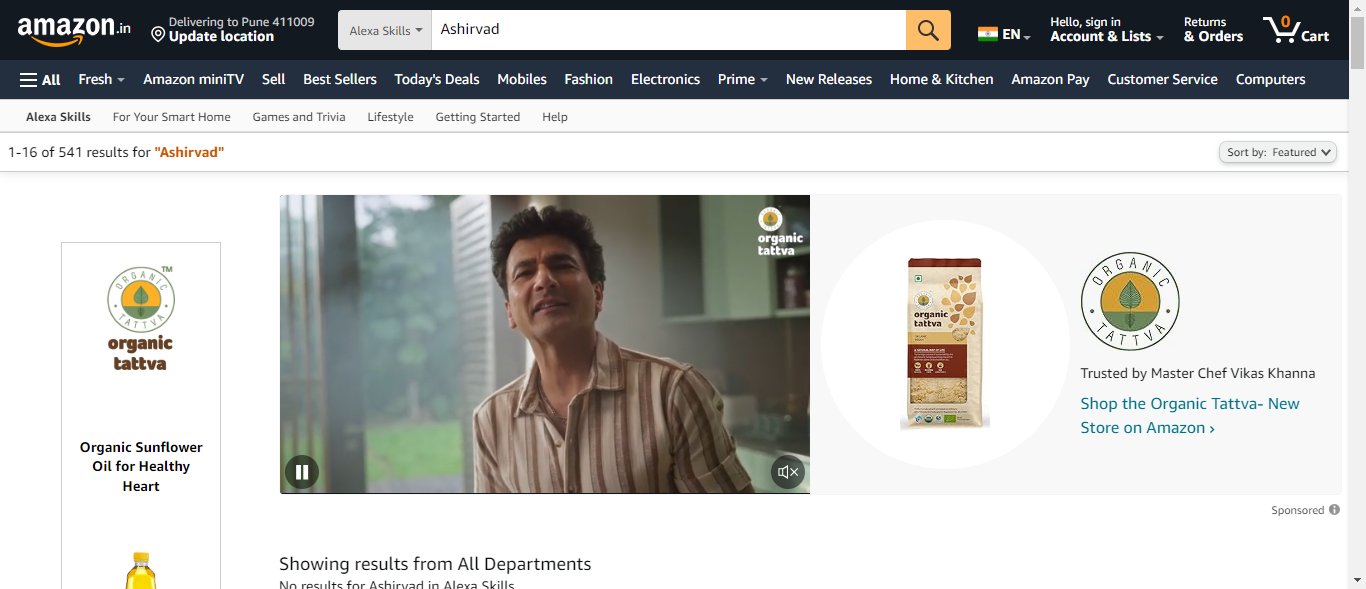 amazon.in
Delivering to Pune 411009
Update location
Alexa Skills
Ashirvad
EN
Hello, sign in
Account & Lists
Returns
& Orders
0
Cart
All
Fresh
Amazon miniTV
Sell
Best Sellers
Today's Deals
Mobiles
Fashion
Electronics
Prime
New Releases
Home & Kitchen
Amazon Pay
Customer Service
Computers
Alexa Skills
For Your Smart Home
Games and Trivia
Lifestyle
Getting Started
Help
1-16 of 541 results for "Ashirvad"
Sort by: Featured
ORGANIC
TATTVA
TM
organic
tattva
Organic Sunflower
Oil for Healthy
Heart
organic
tattva
organic
tattva
ORGANIC
TATTVA
Trusted by Master Chef Vikas Khanna
Shop the Organic Tattva- New
Store on Amazon ›
Sponsored
Showing results from All Departments
No results for Ashirvad in Alexa Skills